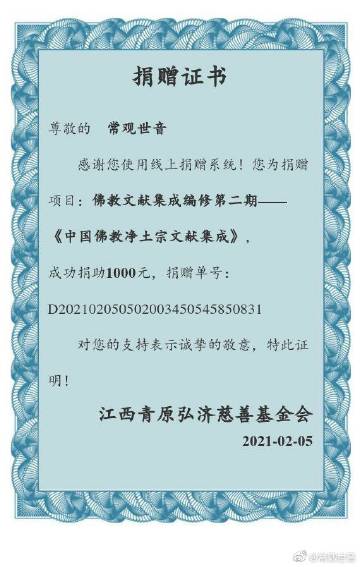 捐赠证书
尊敬的 常观世音
感谢您使用线上捐赠系统！您为捐赠
项目：佛教文献集成编修第二期——
《中国佛教净土宗文献集成》，
成功捐助1000元，捐赠单号：
D202102050502003450545850831
对您的支持表示诚挚的敬意，特此证
明！
江西青原弘济慈善基金会
2021-02-05